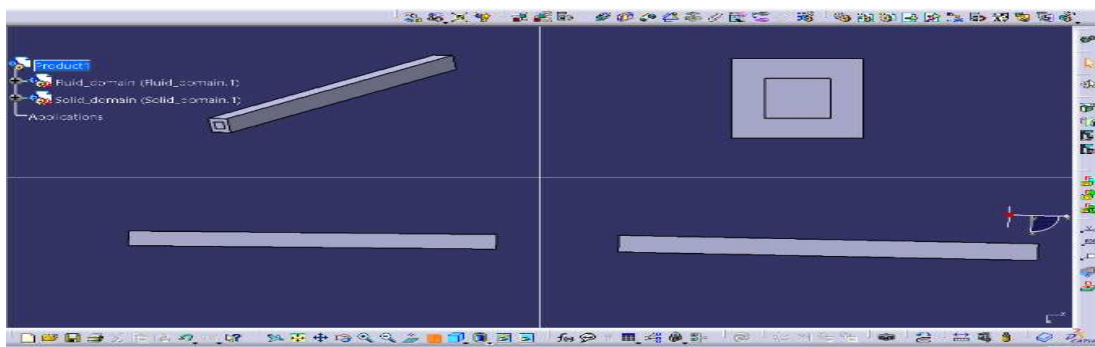 Product1
Fluid_domain (Fluid_domain.1)
Solid_domain (Solid_domain.1)
Applications